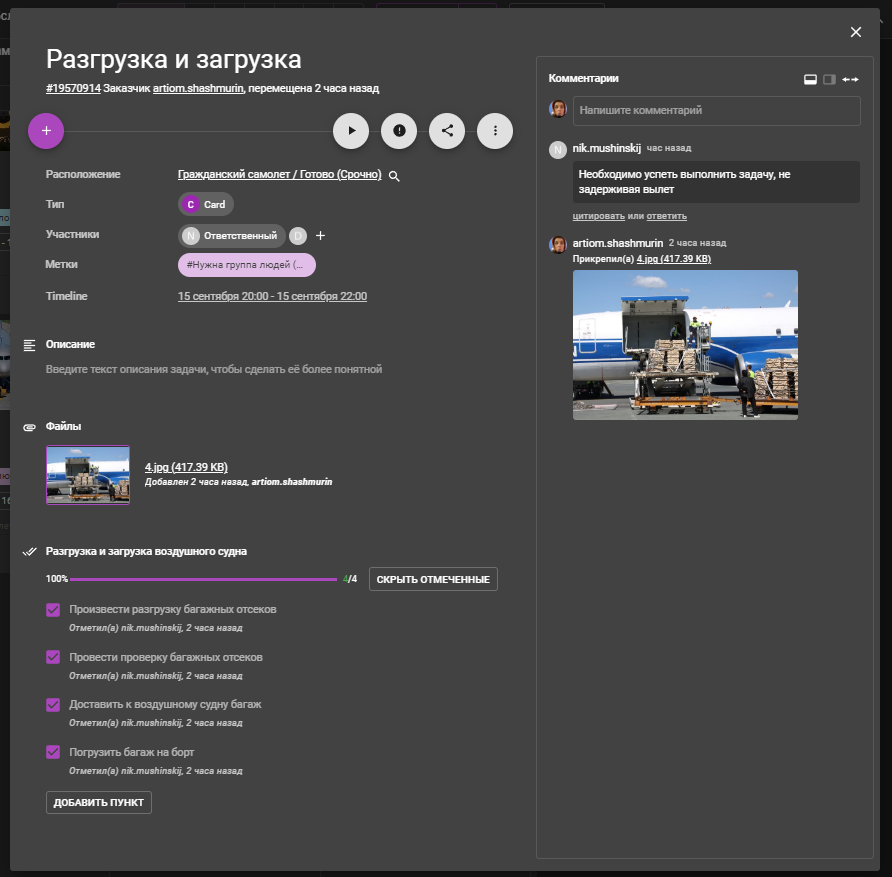 Разгрузка и загрузка
#19570914 Заказчик artiom.shashmurin, перемещена 2 часа назад
Расположение
Гражданский самолет / Готово (Срочно)
Тип
C Card
Участники
N Ответственный D +
Метки
#Нужна группа людей (...
Timeline
15 сентября 20:00 - 15 сентября 22:00
Описание
Введите текст описания задачи, чтобы сделать её более понятной
Файлы
4.jpg (417.39 KB)
Добавлен 2 часа назад, artiom.shashmurin
Разгрузка и загрузка воздушного судна
100%
4/4
СКРЫТЬ ОТМЕЧЕННЫЕ
Произвести разгрузку багажных отсеков
Отметил(а) nik.mushinskij, 2 часа назад
Провести проверку багажных отсеков
Отметил(а) nik.mushinskij, 2 часа назад
Доставить к воздушному судну багаж
Отметил(а) nik.mushinskij, 2 часа назад
Погрузить багаж на борт
Отметил(а) nik.mushinskij, 2 часа назад
ДОБАВИТЬ ПУНКТ
Комментарии
Напишите комментарий
N nik.mushinskij час назад
Необходимо успеть выполнить задачу, не
задерживая вылет
цитировать или ответить
artiom.shashmurin 2 часа назад
Прикрепил(а) 4.jpg (417.39 KB)